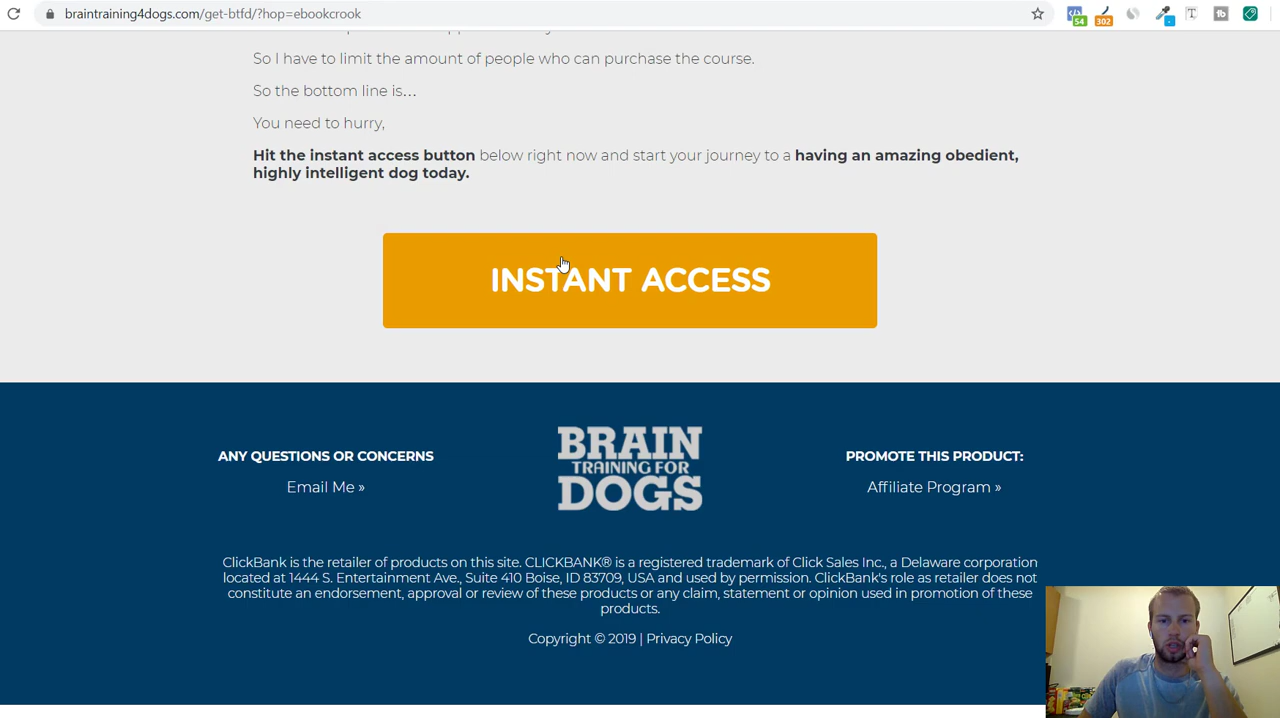 braintraining4dogs.com/get-btfd/?hop=ebookcrook
54
302
So I have to limit the amount of people who can purchase the course.
So the bottom line is…
You need to hurry,
Hit the instant access button below right now and start your journey to a having an amazing obedient,
highly intelligent dog today.
INSTANT ACCESS
ANY QUESTIONS OR CONCERNS
Email Me »
BRAIN
TRAINING FOR
DOGS
PROMOTE THIS PRODUCT:
Affiliate Program »
ClickBank is the retailer of products on this site. CLICKBANK® is a registered trademark of Click Sales Inc., a Delaware corporation
located at 1444 S. Entertainment Ave., Suite 410 Boise, ID 83709, USA and used by permission. ClickBank's role as retailer does not
constitute an endorsement, approval or review of these products or any claim, statement or opinion used in promotion of these
products.
Copyright © 2019 | Privacy Policy